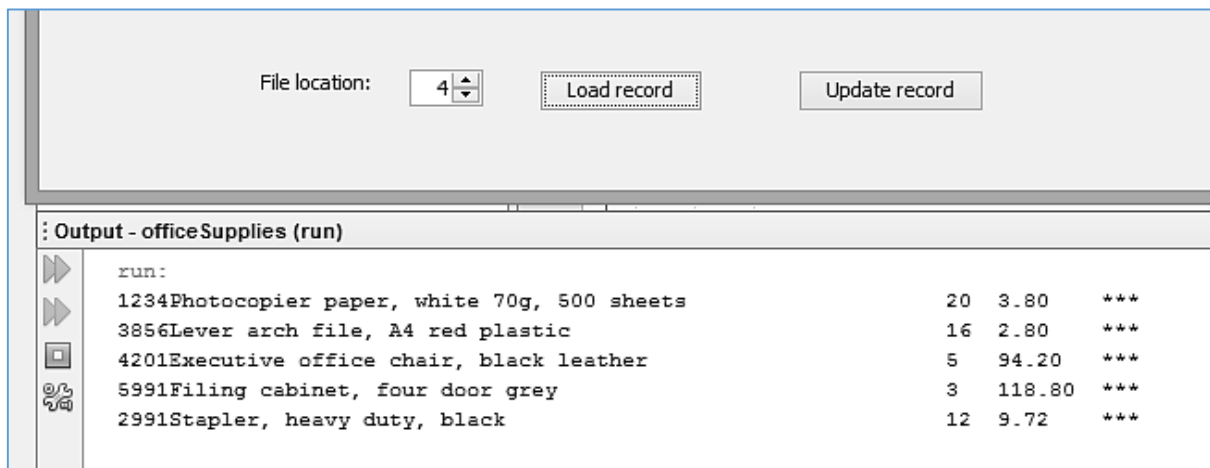 File location: 4 Load record Update record
Output - officeSupplies (run)
run:
1234Photocopier paper, white 70g, 500 sheets 20 3.80 ***
3856Lever arch file, A4 red plastic 16 2.80 ***
4201Executive office chair, black leather 5 94.20 ***
5991Filing cabinet, four door grey 3 118.80 ***
2991Stapler, heavy duty, black 12 9.72 ***